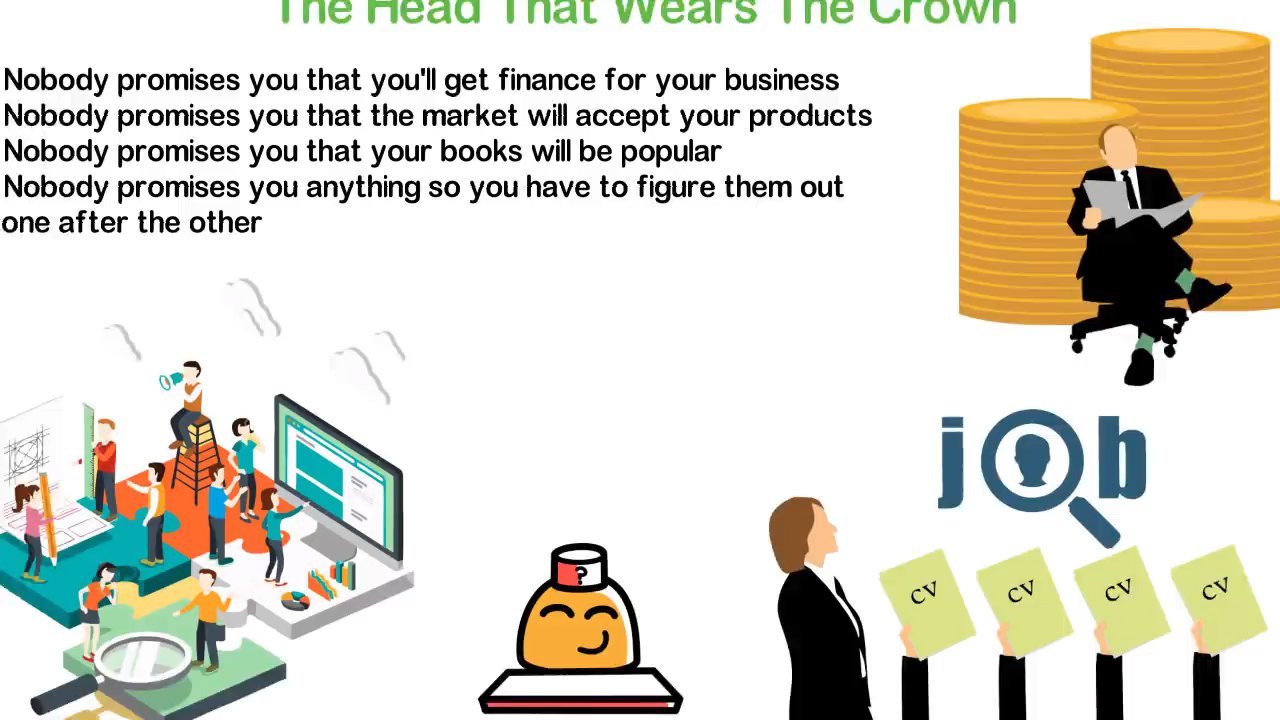 The Head That Wears The Crown
Nobody promises you that you'll get finance for your business
Nobody promises you that the market will accept your products
Nobody promises you that your books will be popular
Nobody promises you anything so you have to figure them out
one after the other
job
?
CV
CV
CV
CV